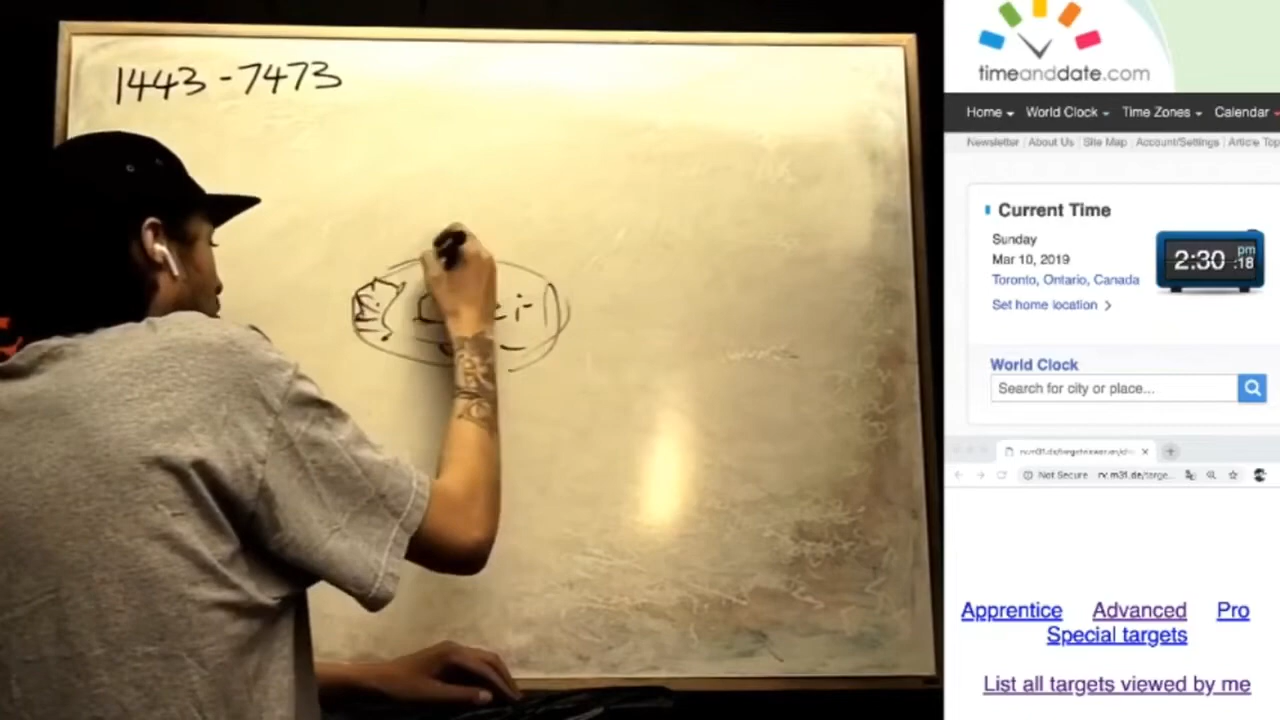 1443-7473
timeanddate.com
Home World Clock Time Zones Calendar
Newsletter | About Us | Site Map | Account/Settings | Article Top
Current Time
Sunday
Mar 10, 2019
Toronto, Ontario, Canada
Set home location >
2:30 pm :18
World Clock
Search for city or place...
Not Secure
Apprentice Advanced Pro
Special targets
List all targets viewed by me